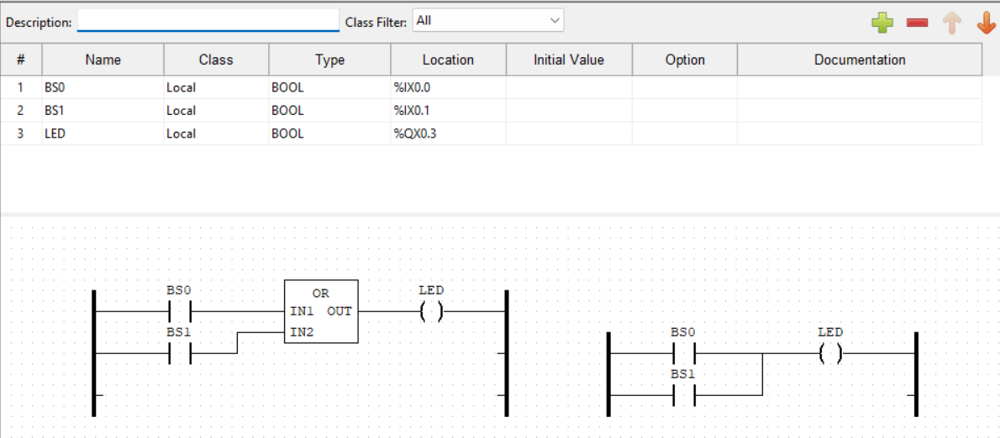 Description: Class Filter: All
# Name Class Type Location Initial Value Option Documentation
1 BS0 Local BOOL %IX0.0
2 BS1 Local BOOL %IX0.1
3 LED Local BOOL %QX0.3
BS0 OR LED
IN1 OUT
BS1 IN2
BS0 LED
BS1